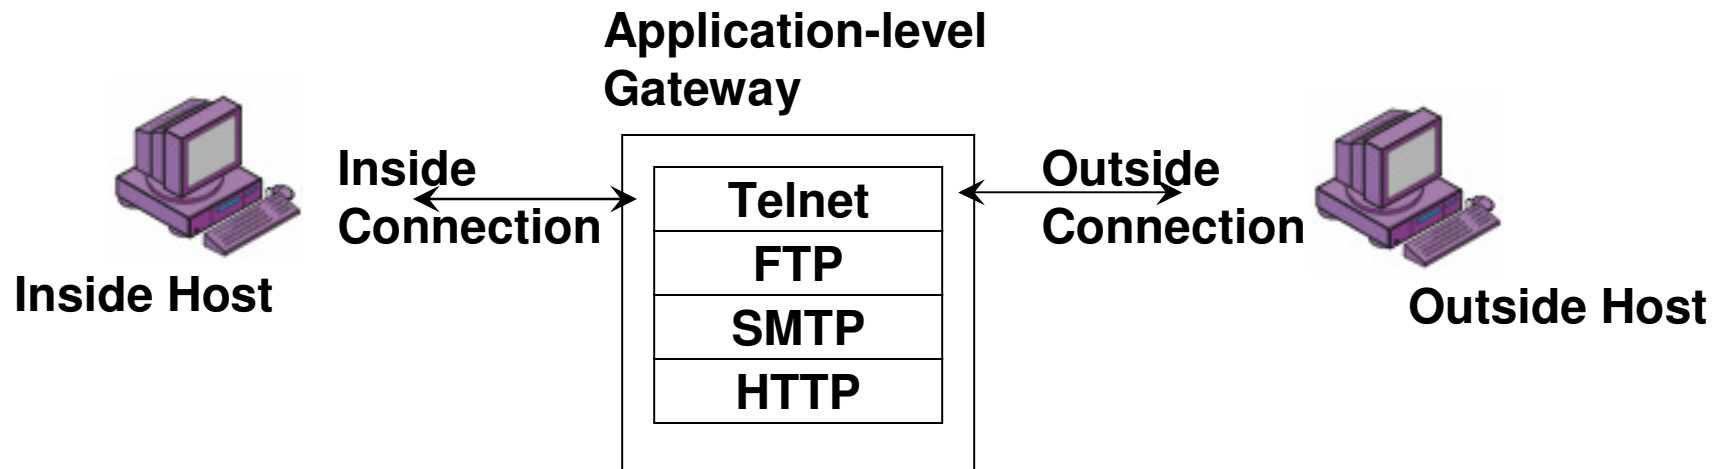 Application-level
Gateway
Inside
Connection
Outside
Connection
Telnet
FTP
SMTP
HTTP
Inside Host
Outside Host